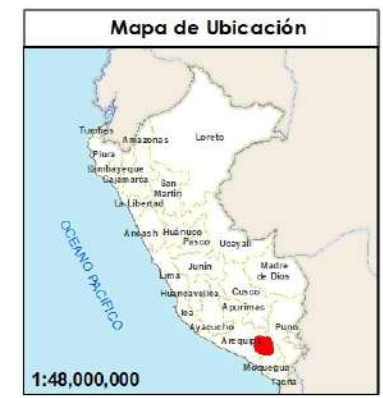 Mapa de Ubicación
Tumbes
Amazonas
Loreto
Piura
Lambayeque
Cajamarca
San
Martin
La Libertad
Ancash
Huánuco
Pasco
Ucayali
OCEANO PACIFICO
Junín
Madre
de Dios
Lima
Huancavelica
Cusco
Apurimac
Ica
Ayacucho
Puno
Arequipa
Moquegua
Tacna
1:48,000,000